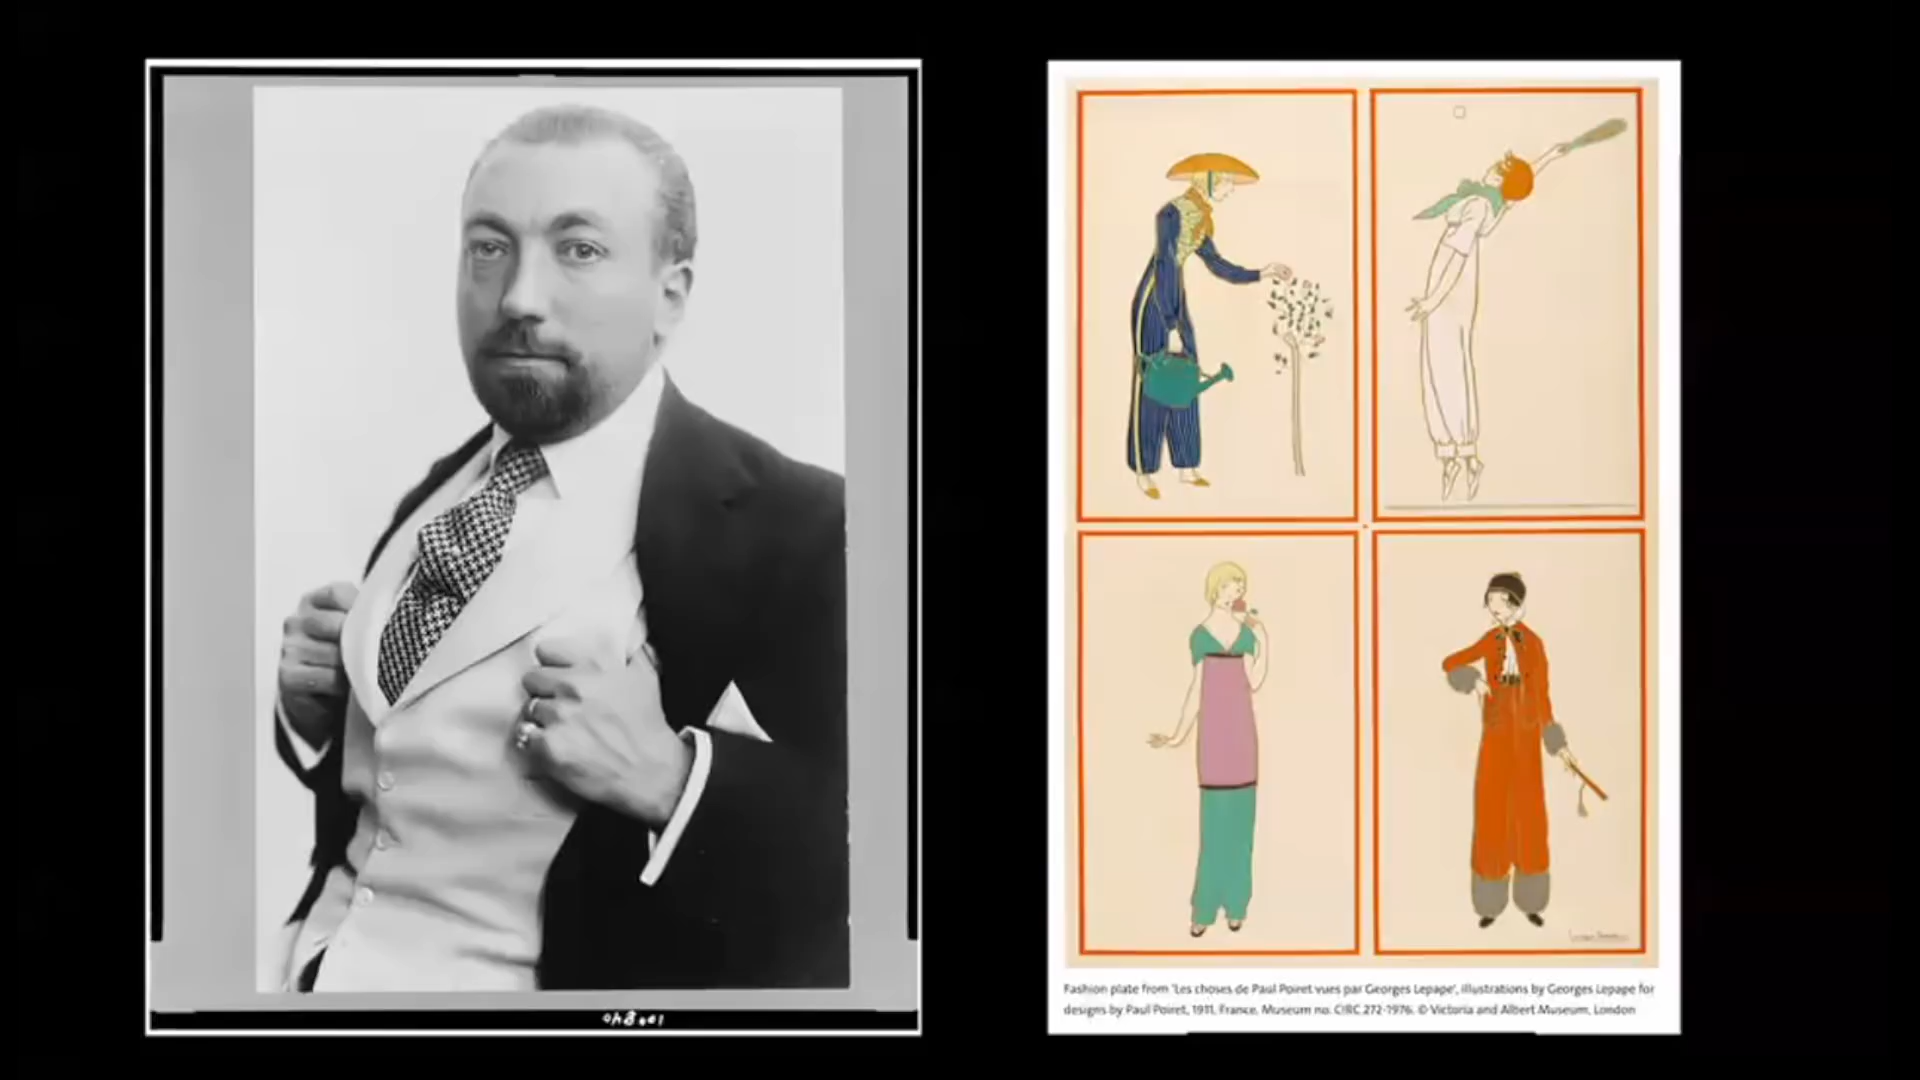 Fashion plate from 'Les choses de Paul Poiret vues par Georges Lepape', illustrations by Georges Lepape for
designs by Paul Poiret, 1911, France. Museum no. CIRC.272-1976. © Victoria and Albert Museum, London